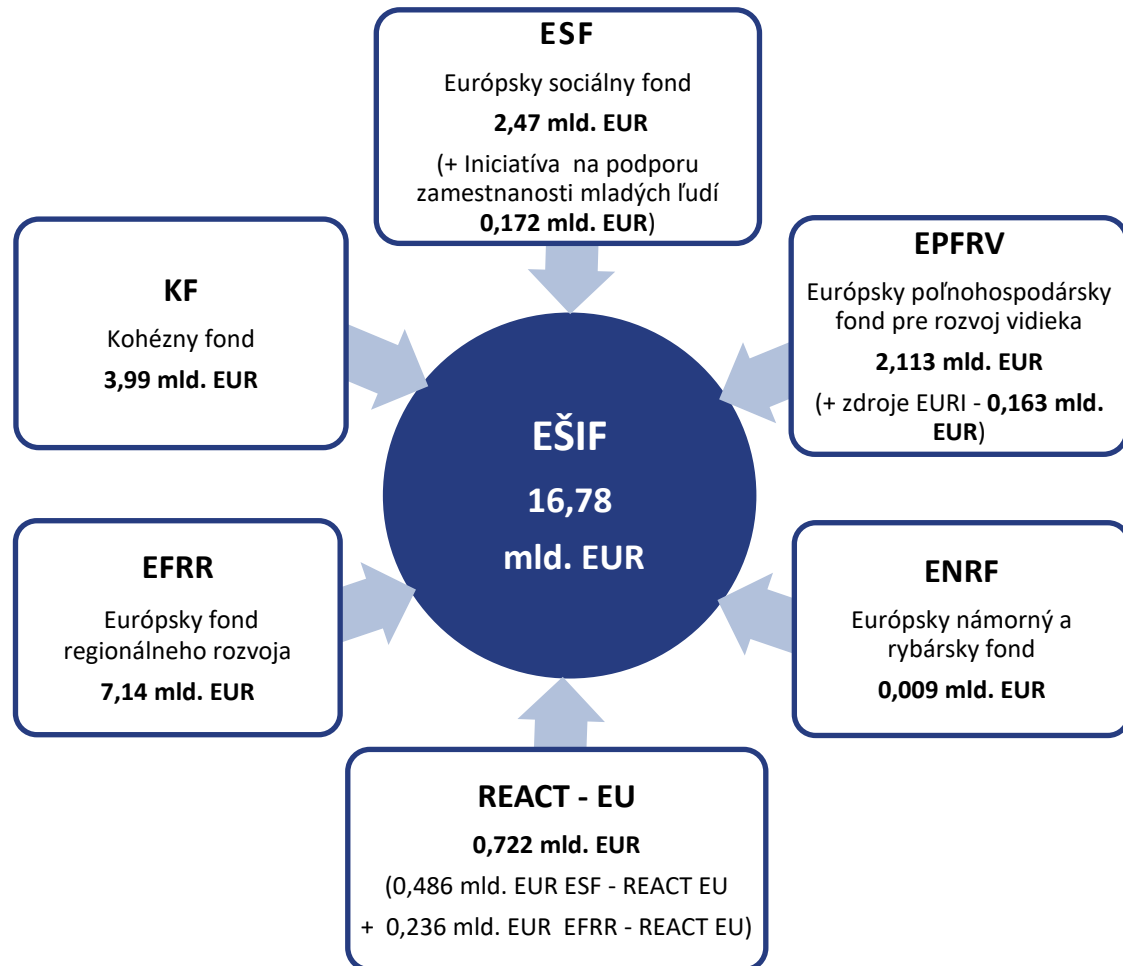 ESF
Európsky sociálny fond
2,47 mld. EUR
(+ Iniciatíva na podporu
zamestnanosti mladých ľudí
0,172 mld. EUR)
EPFRV
Európsky poľnohospodársky
fond pre rozvoj vidieka
2,113 mld. EUR
(+ zdroje EURI - 0,163 mld.
EUR)
KF
Kohézny fond
3,99 mld. EUR
EŠIF
16,78
mld. EUR
EFRR
Európsky fond
regionálneho rozvoja
7,14 mld. EUR
ENRF
Európsky námorný a
rybársky fond
0,009 mld. EUR
REACT - EU
0,722 mld. EUR
(0,486 mld. EUR ESF - REACT EU
+ 0,236 mld. EUR EFRR - REACT EU)